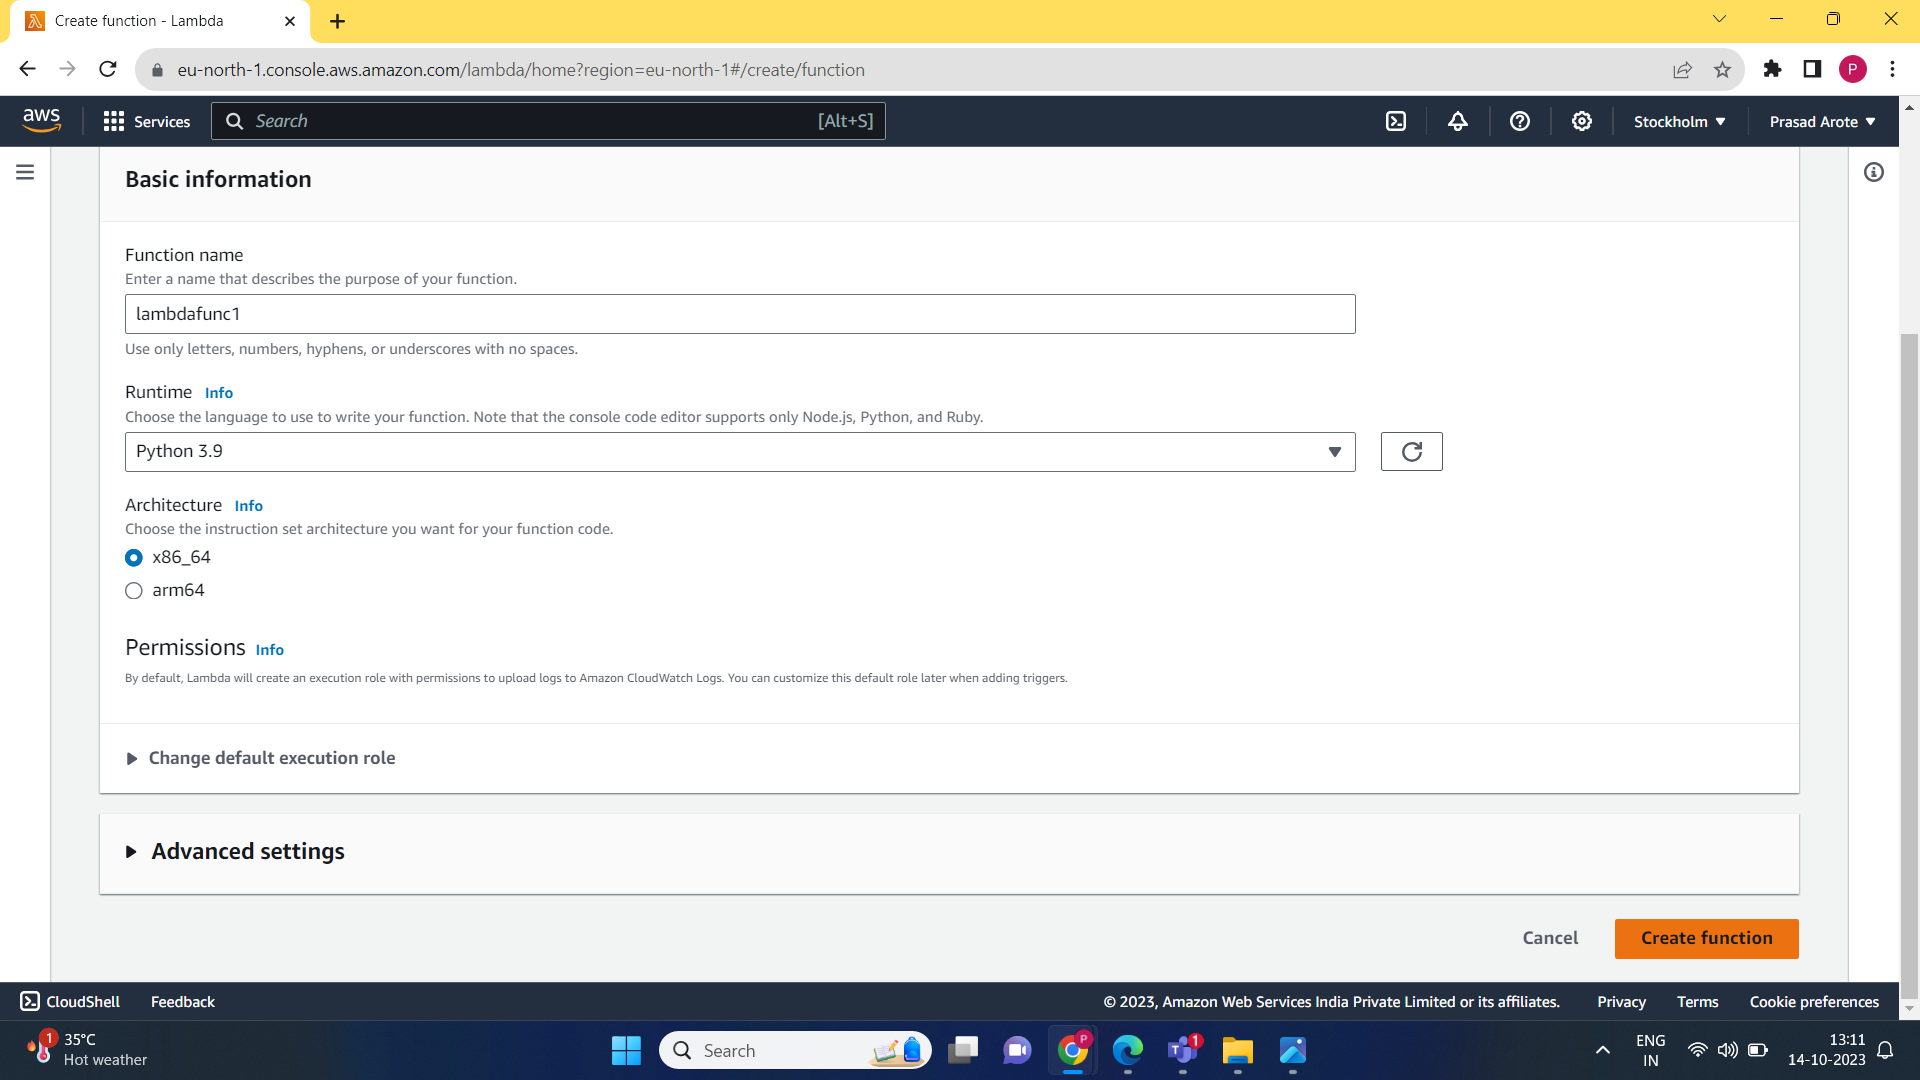 Create function - Lambda
eu-north-1.console.aws.amazon.com/lambda/home?region=eu-north-1#/create/function
P
aws
Services
Search
[Alt+S]
Stockholm
Prasad Arote
Basic information
Function name
Enter a name that describes the purpose of your function.
lambdafunc1
Use only letters, numbers, hyphens, or underscores with no spaces.
Runtime Info
Choose the language to use to write your function. Note that the console code editor supports only Node.js, Python, and Ruby.
Python 3.9
Architecture Info
Choose the instruction set architecture you want for your function code.
x86_64
arm64
Permissions Info
By default, Lambda will create an execution role with permissions to upload logs to Amazon CloudWatch Logs. You can customize this default role later when adding triggers.
Change default execution role
Advanced settings
Cancel
Create function
CloudShell
Feedback
© 2023, Amazon Web Services India Private Limited or its affiliates.
Privacy
Terms
Cookie preferences
1
35°C
Hot weather
Search
P
1
ENG
IN
13:11
14-10-2023